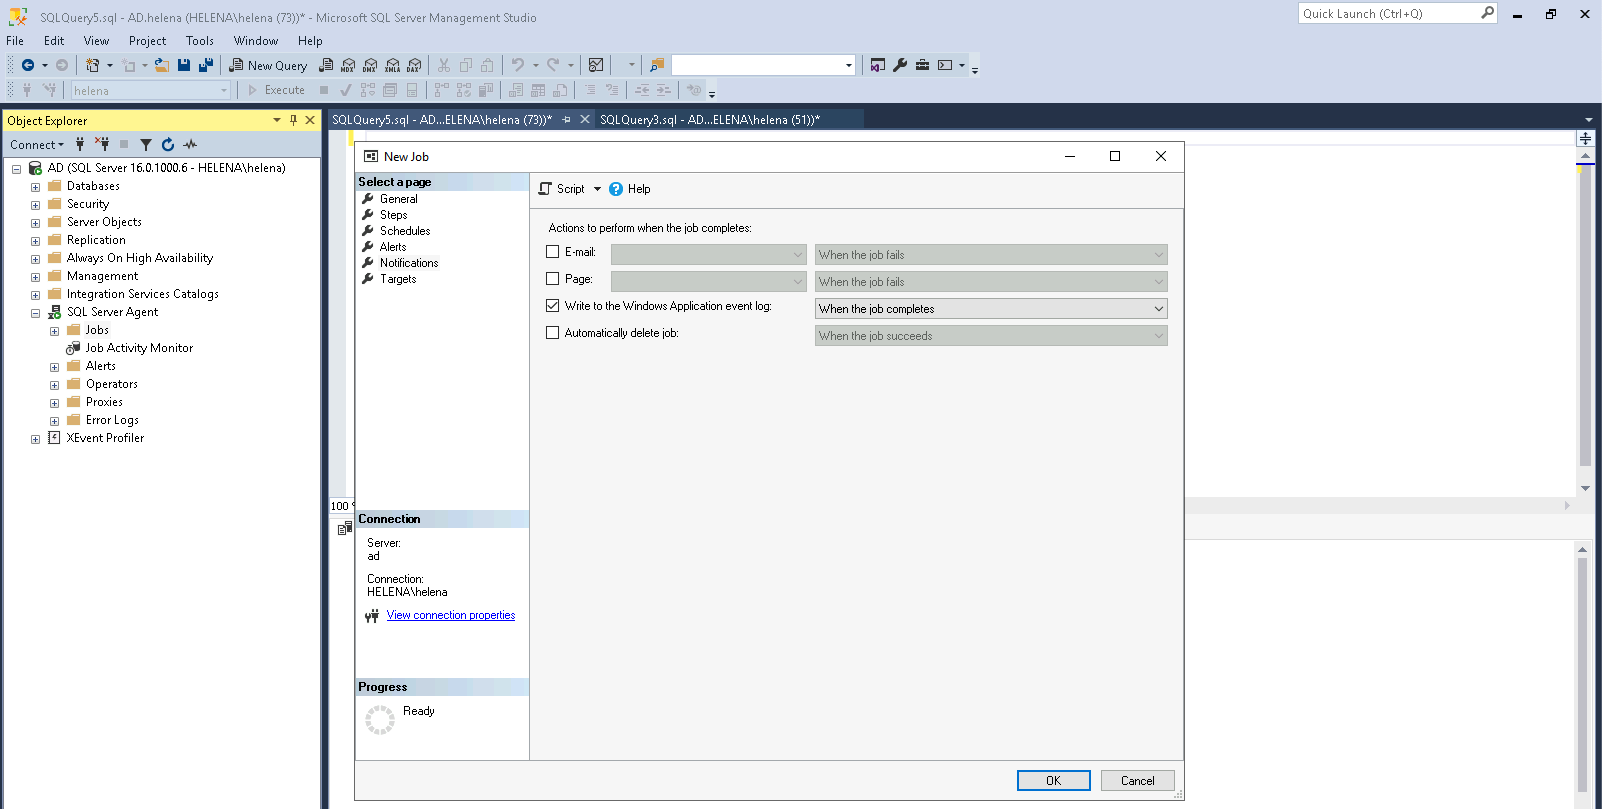 SQLQuery5.sql - AD.helena (HELENA\helena (73))* - Microsoft SQL Server Management Studio
Quick Launch (Ctrl+Q)
File Edit View Project Tools Window Help
New Query MDX DMX XMLA DAX
helena Execute
Object Explorer
SQLQuery5.sql - AD...ELENA\helena (73))* SQLQuery3.sql - AD...ELENA\helena (51))*
Connect
AD (SQL Server 16.0.1000.6 - HELENA\helena)
Databases
Security
Server Objects
Replication
Always On High Availability
Management
Integration Services Catalogs
SQL Server Agent
Jobs
Job Activity Monitor
Alerts
Operators
Proxies
Error Logs
XEvent Profiler
100 %
New Job
Select a page
General
Steps
Schedules
Alerts
Notifications
Targets
Script Help
Actions to perform when the job completes:
E-mail: When the job fails
Page: When the job fails
Write to the Windows Application event log: When the job completes
Automatically delete job: When the job succeeds
Connection
Server:
ad
Connection:
HELENA\helena
View connection properties
Progress
Ready
OK Cancel